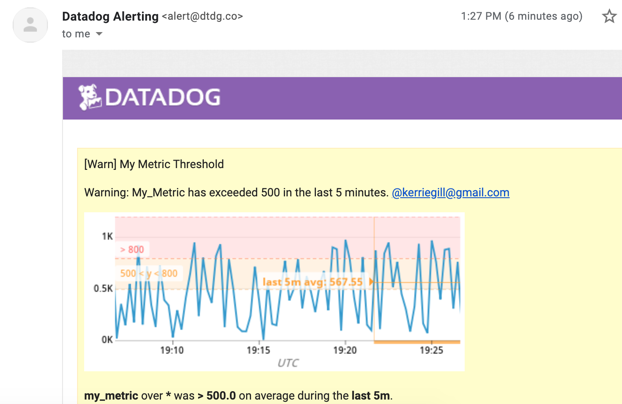 Datadog Alerting <alert@dtdg.co> 1:27 PM (6 minutes ago)
to me
DATADOG
[Warn] My Metric Threshold
Warning: My_Metric has exceeded 500 in the last 5 minutes. @kerriegill@gmail.com
1K
> 800
500 < y < 800
last 5m avg: 567.55
0.5K
0K
19:10 19:15 19:20 19:25
UTC
my_metric over * was > 500.0 on average during the last 5m.